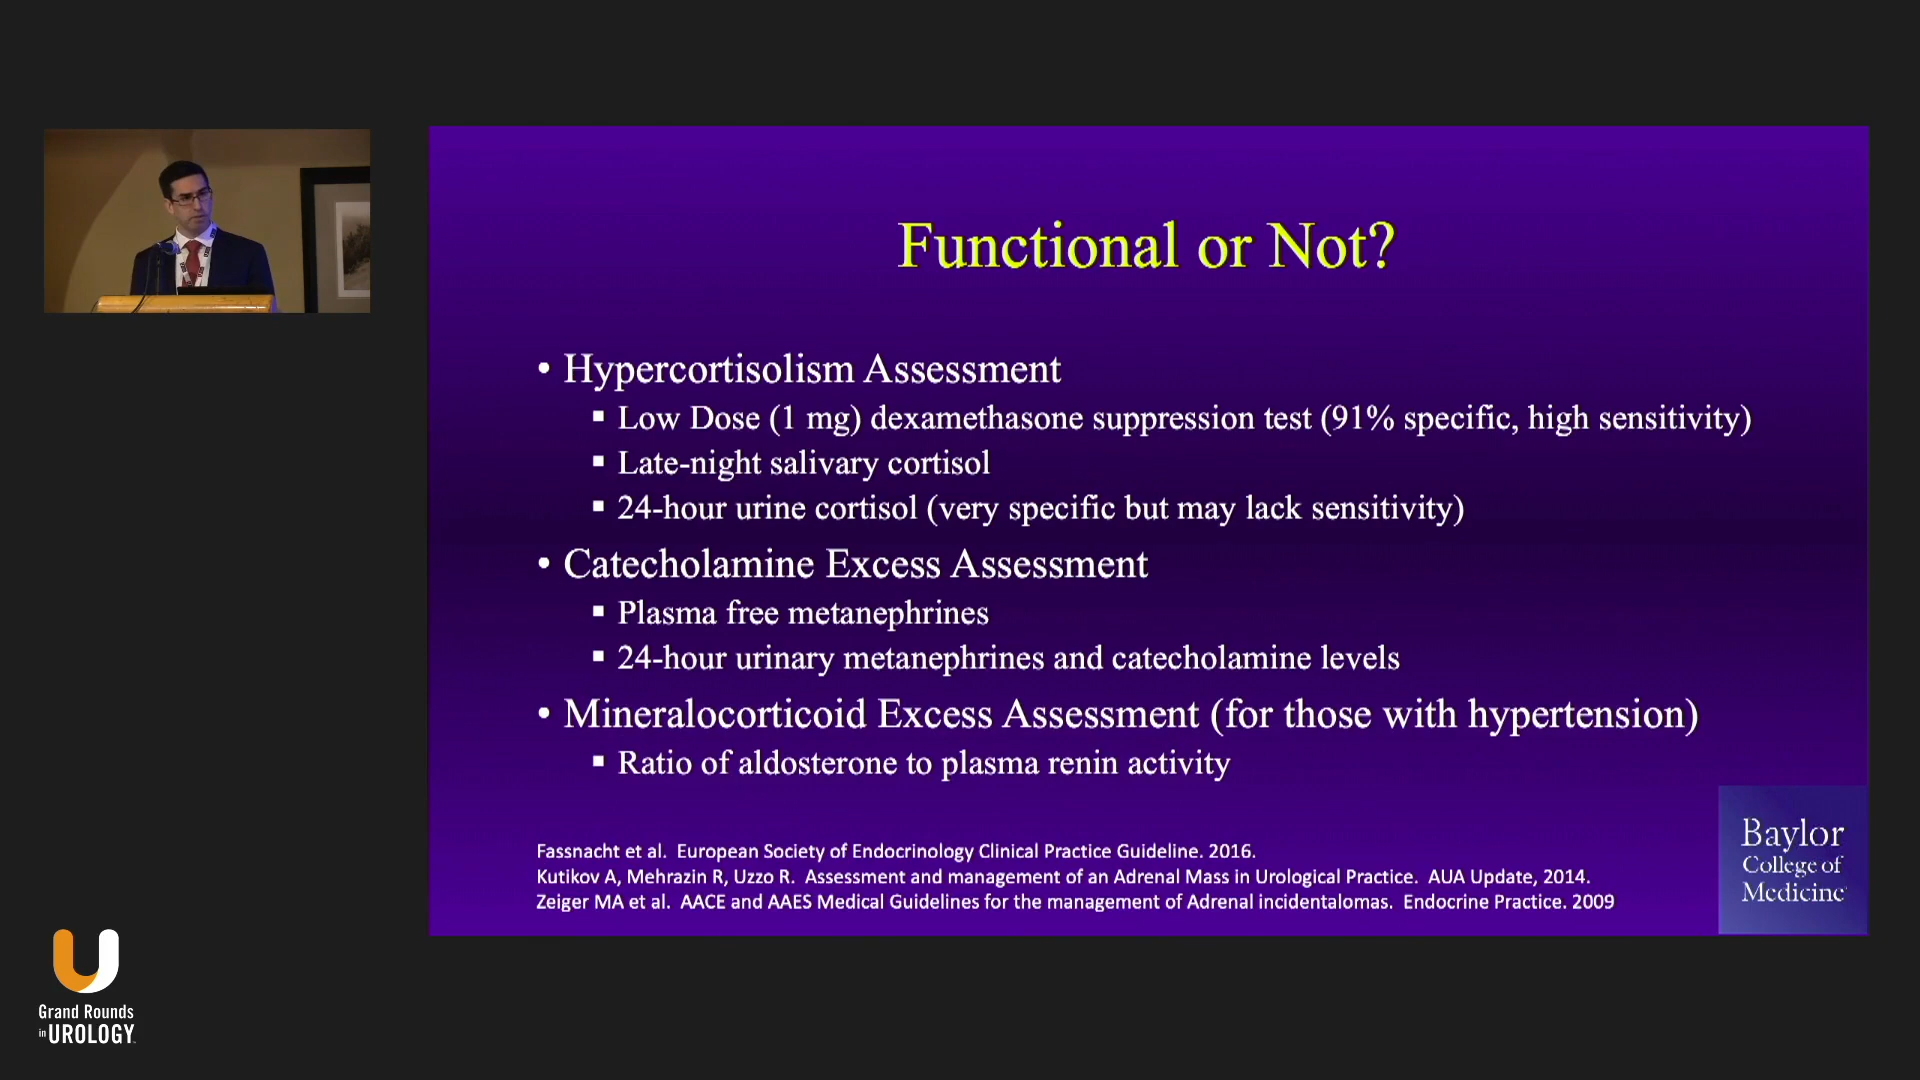 Functional or Not?
• Hypercortisolism Assessment
▪ Low Dose (1 mg) dexamethasone suppression test (91% specific, high sensitivity)
▪ Late-night salivary cortisol
▪ 24-hour urine cortisol (very specific but may lack sensitivity)
• Catecholamine Excess Assessment
▪ Plasma free metanephrines
▪ 24-hour urinary metanephrines and catecholamine levels
• Mineralocorticoid Excess Assessment (for those with hypertension)
▪ Ratio of aldosterone to plasma renin activity
Fassnacht et al. European Society of Endocrinology Clinical Practice Guideline. 2016.
Kutikov A, Mehrazin R, Uzzo R. Assessment and management of an Adrenal Mass in Urological Practice. AUA Update, 2014.
Zeiger MA et al. AACE and AAES Medical Guidelines for the management of Adrenal incidentalomas. Endocrine Practice. 2009
Baylor
College of
Medicine
Grand Rounds
in UROLOGY